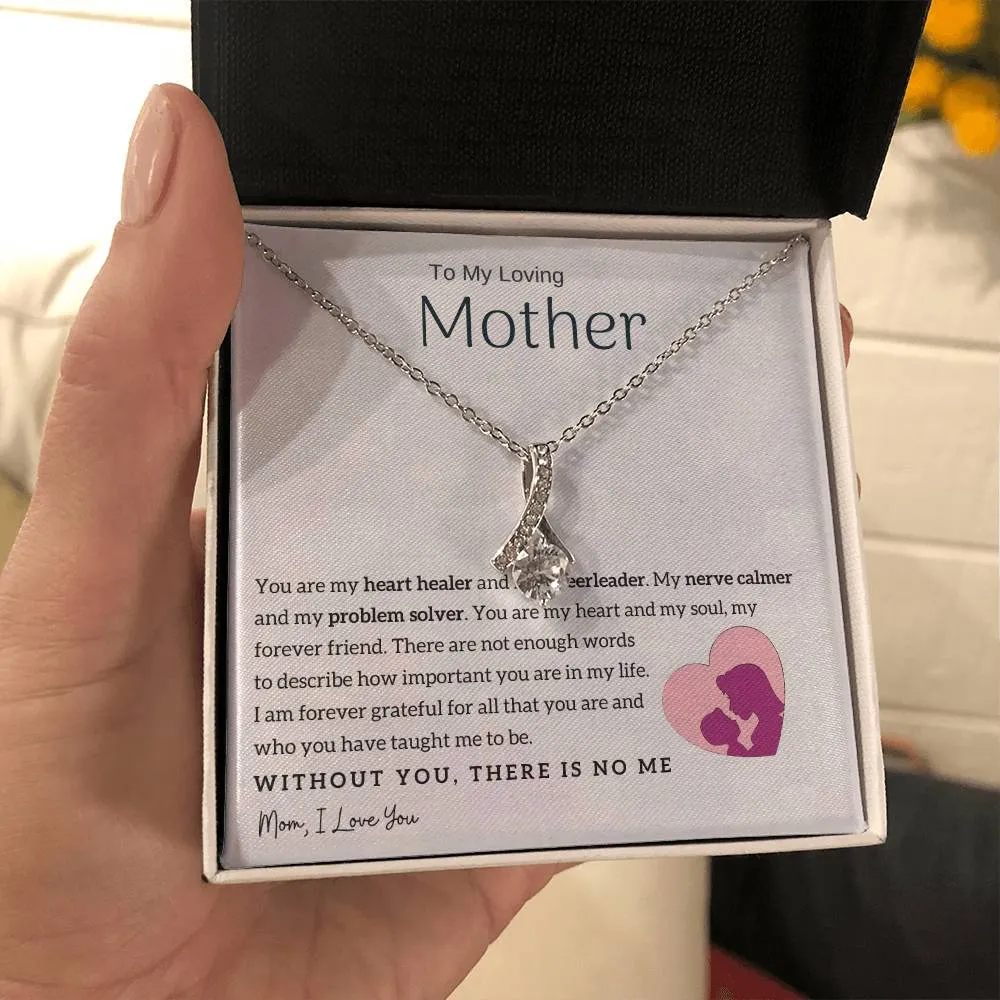 To My Loving
Mother
You are my heart healer and eerleader. My nerve calmer
and my problem solver. You are my heart and my soul, my
forever friend. There are not enough words
to describe how important you are in my life.
I am forever grateful for all that you are and
who you have taught me to be.
WITHOUT YOU, THERE IS NO ME
Mom, I Love You